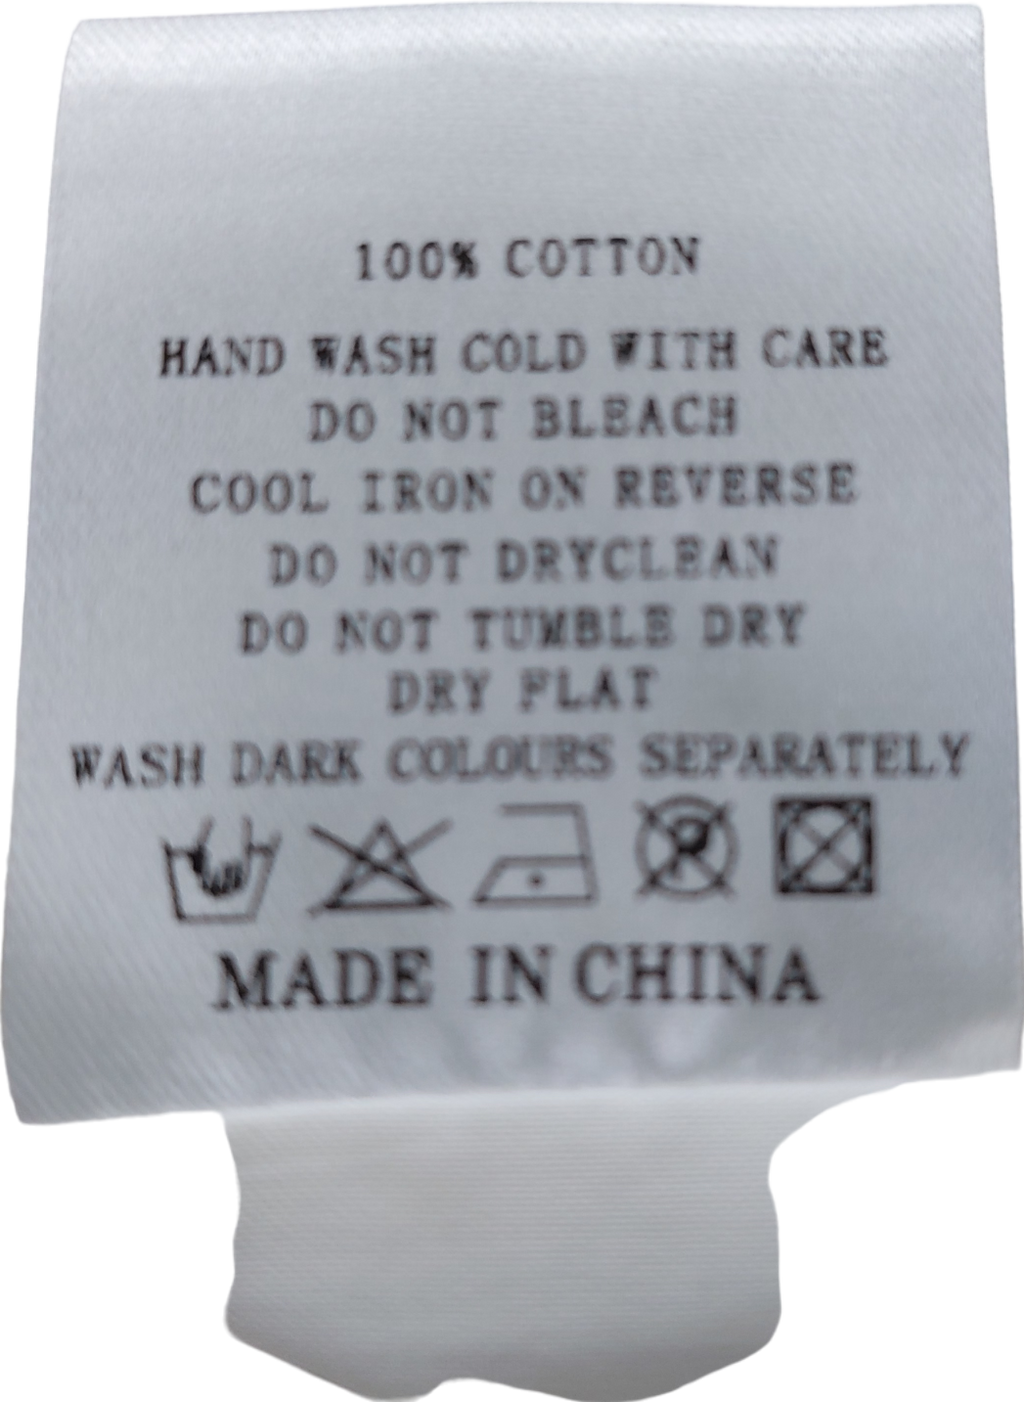 100% COTTON
HAND WASH COLD WITH CARE
DO NOT BLEACH
COOL IRON ON REVERSE
DO NOT DRYCLEAN
DO NOT TUMBLE DRY
DRY FLAT
WASH DARK COLOURS SEPARATELY
MADE IN CHINA